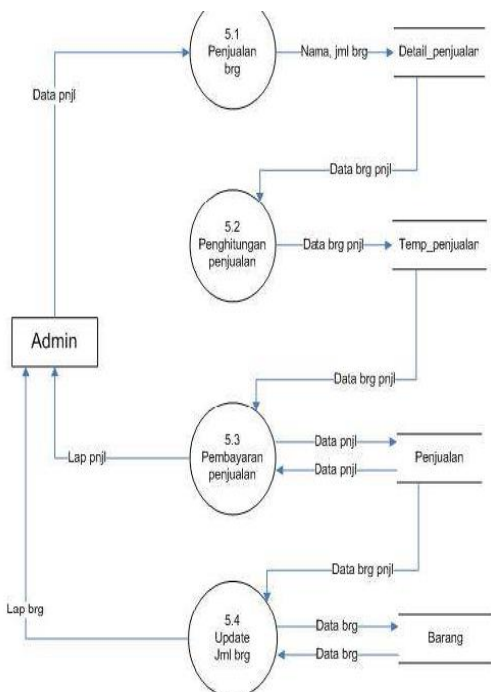 5.1
Penjualan
brg
Nama, jml brg
Detail_penjualan
Data pnjl
Data brg pnjl
5.2
Penghitungan
penjualan
Data brg pnjl
Temp_penjualan
Admin
Data brg pnjl
5.3
Pembayaran
penjualan
Data pnjl
Data pnjl
Penjualan
Lap pnjl
Data brg pnjl
Lap brg
5.4
Update
Jml brg
Data brg
Data brg
Barang